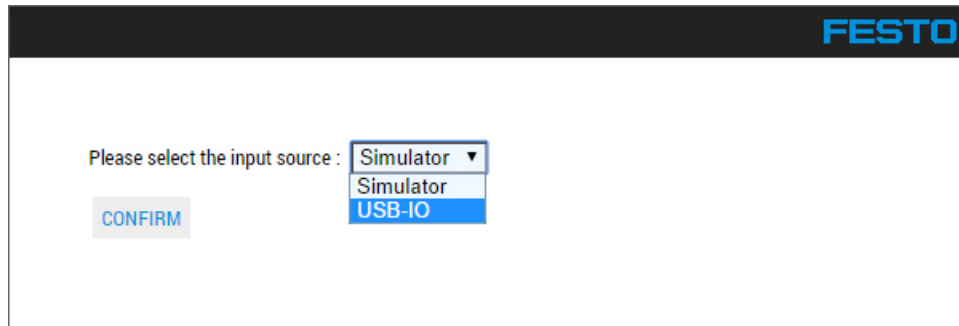 FESTO
Please select the input source : Simulator ▼
Simulator
USB-IO
CONFIRM